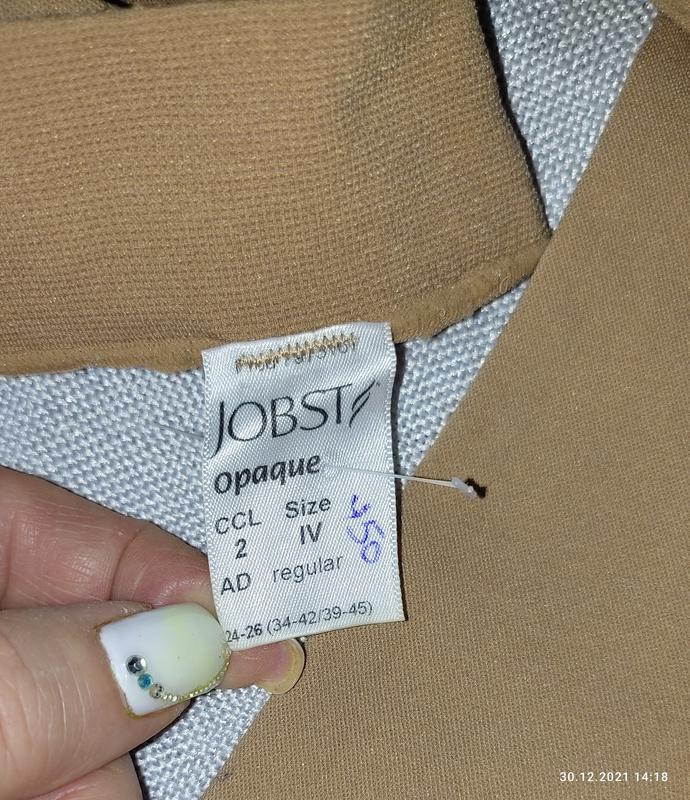 JOBST
opaque
CCL Size
2 IV
450
AD regular
24-26 (34-42/39-45)
30.12.2021 14:18